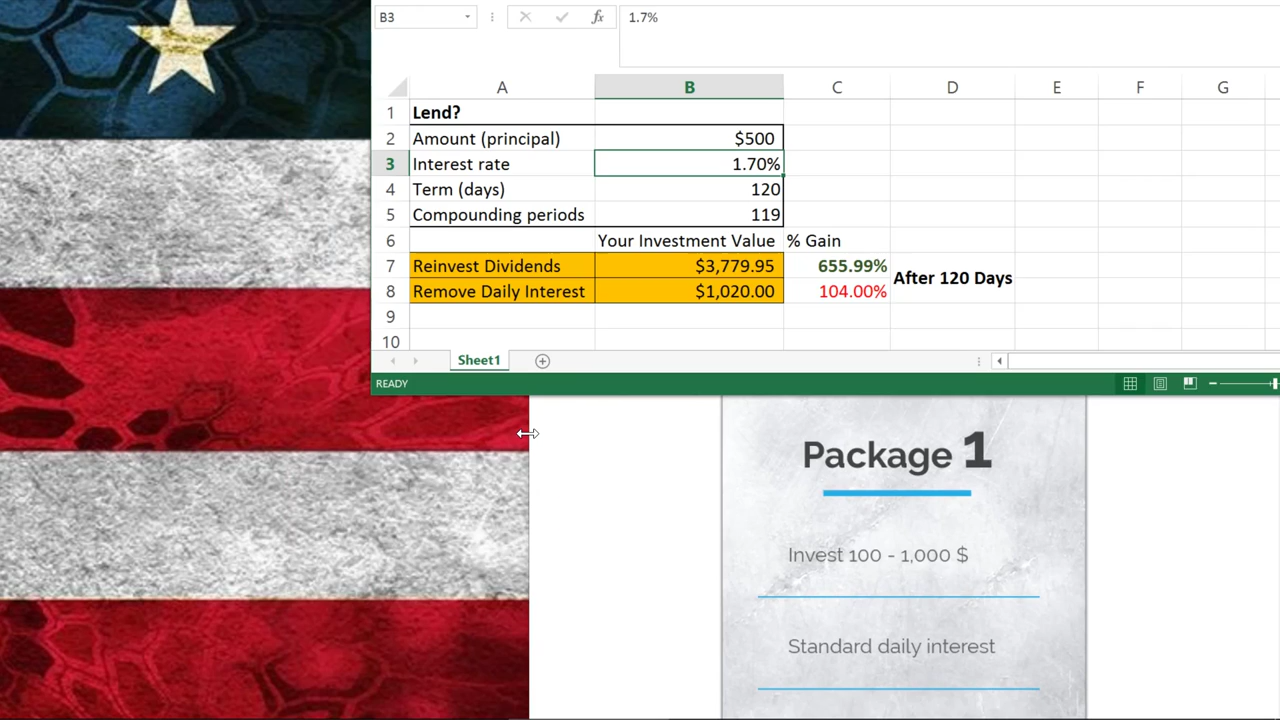 B3 fx 1.7%
A B C D E F G
1 Lend?
2 Amount (principal) $500
3 Interest rate 1.70%
4 Term (days) 120
5 Compounding periods 119
6 Your Investment Value % Gain
7 Reinvest Dividends $3,779.95 655.99%
After 120 Days
8 Remove Daily Interest $1,020.00 104.00%
9
10
Sheet1
READY
Package 1
Invest 100 - 1,000 $
Standard daily interest